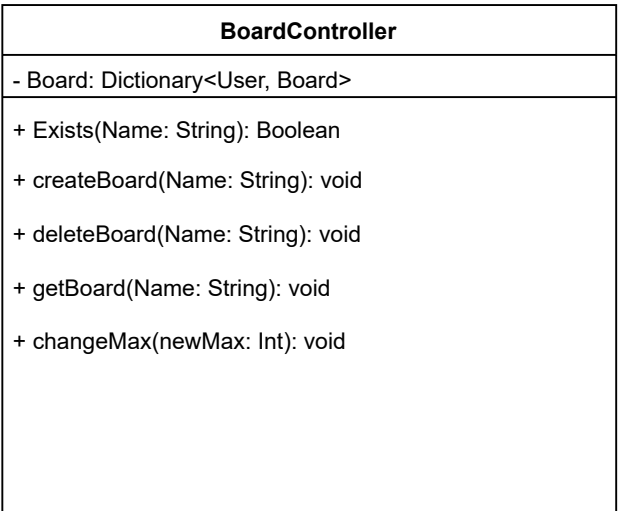 BoardController
- Board: Dictionary<User, Board>
+ Exists(Name: String): Boolean
+ createBoard(Name: String): void
+ deleteBoard(Name: String): void
+ getBoard(Name: String): void
+ changeMax(newMax: Int): void